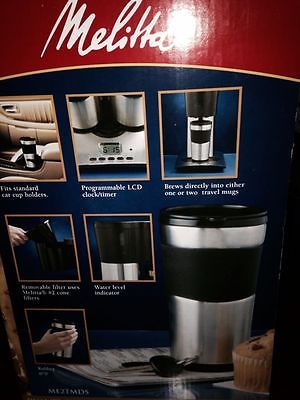 Melitta
Fits standard
car cup holders.
Programmable LCD
clock/timer
Brews directly into either
one or two travel mugs
Removable filter uses
Melitta® #2 cone
filters
Water level
indicator
ME2TMDS